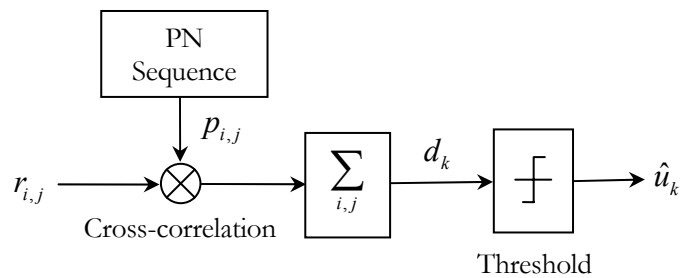 PN
Sequence
p_{i,j}
r_{i,j}
Cross-correlation
∑_{i,j}
d_k
û_k
Threshold